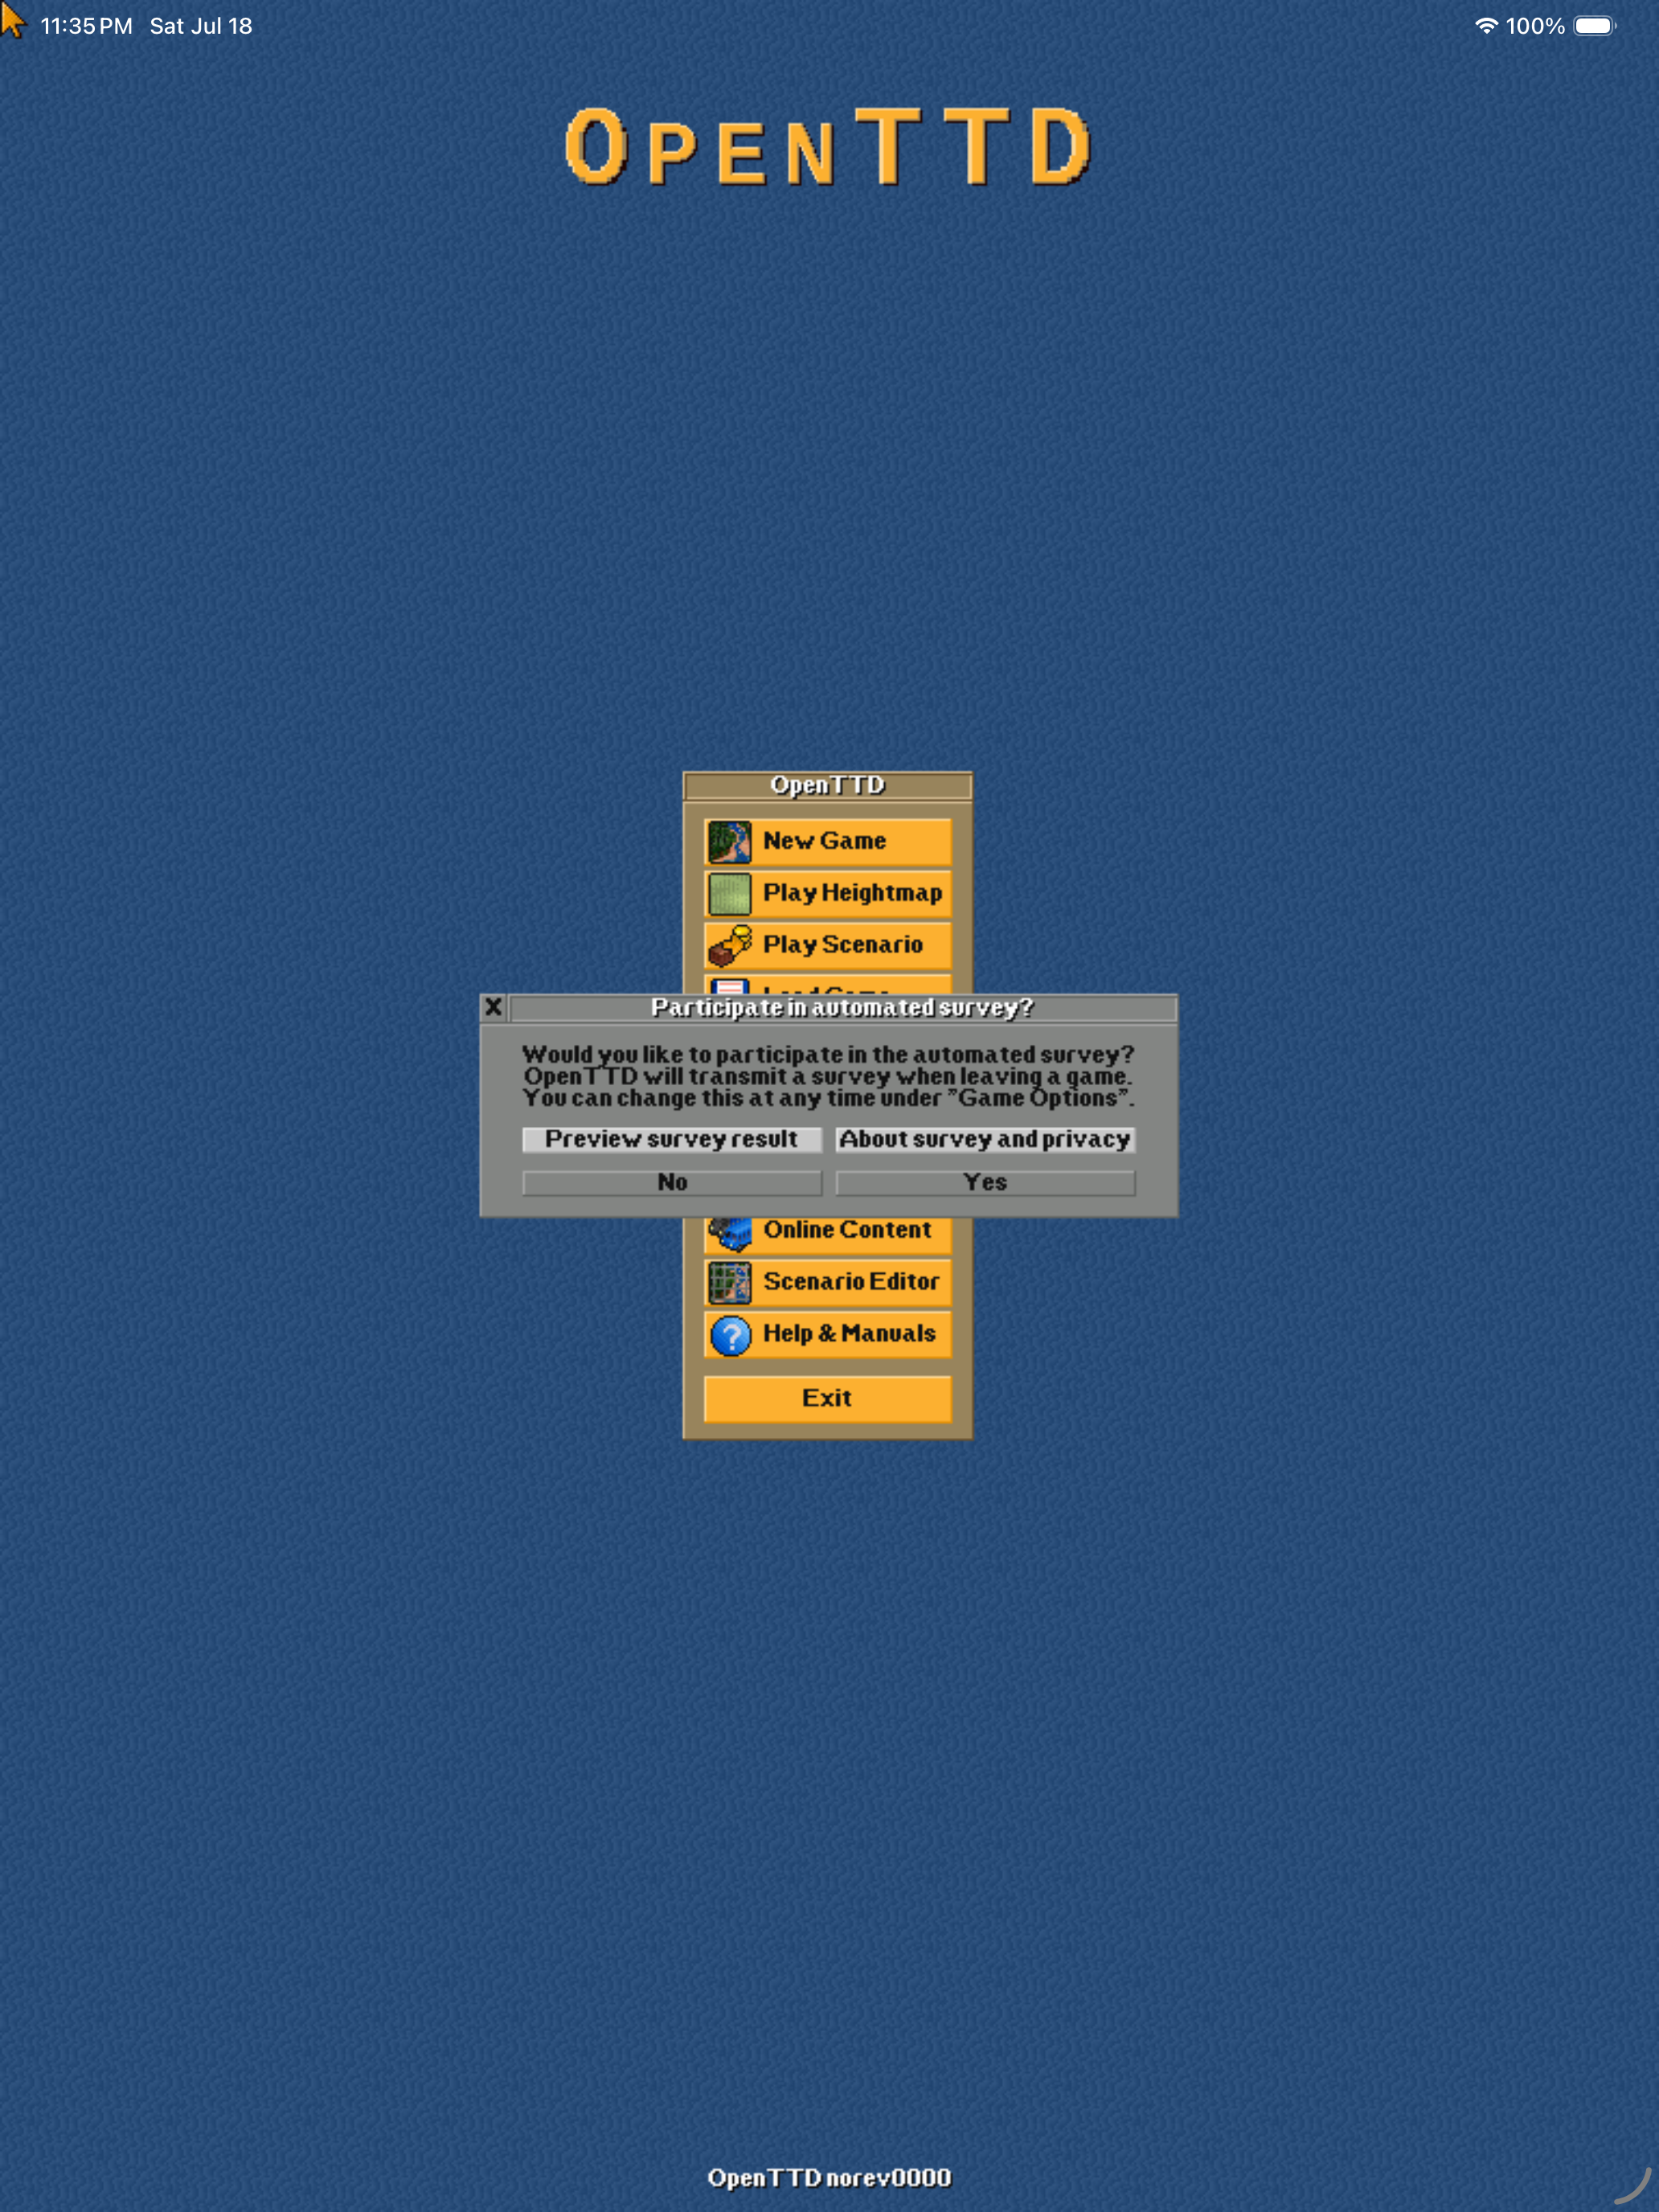 11:35 PM Sat Jul 18
100%
OPENTTD
OpenTTD
New Game
Play Heightmap
Play Scenario
Participate in automated survey?
Would you like to participate in the automated survey?
OpenTTD will transmit a survey when leaving a game.
You can change this at any time under "Game Options".
Preview survey result
About survey and privacy
No
Yes
Online Content
Scenario Editor
Help & Manuals
Exit
OpenTTD norev0000